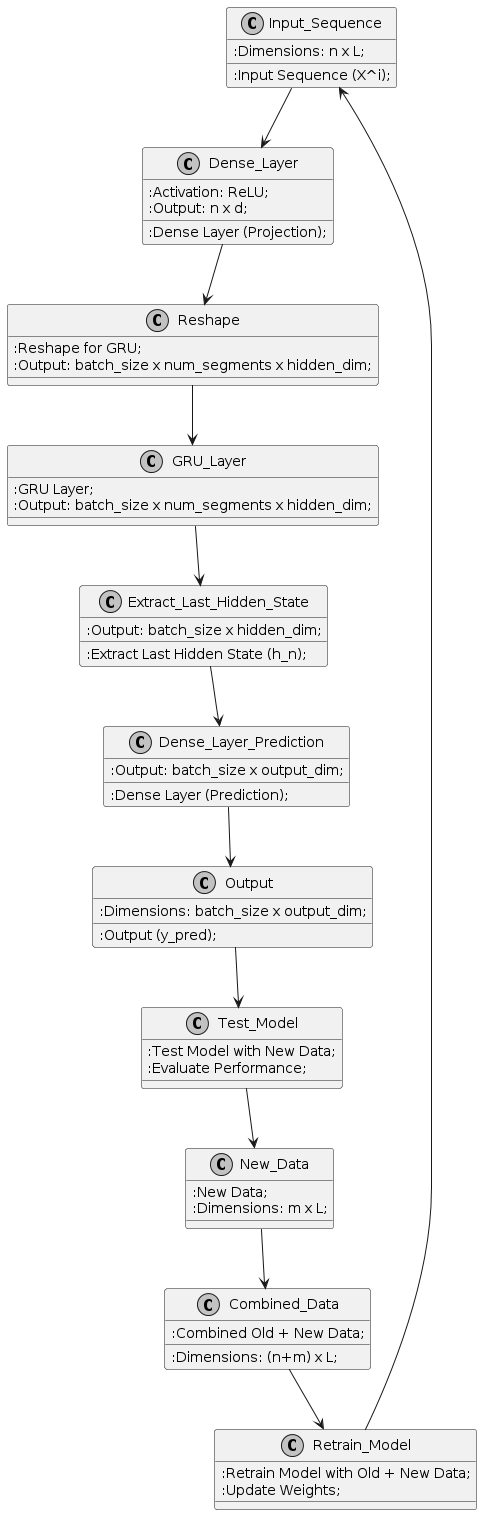 C Input_Sequence
:Dimensions: n x L;
:Input Sequence (X^i);
C Dense_Layer
:Activation: ReLU;
:Output: n x d;
:Dense Layer (Projection);
C Reshape
:Reshape for GRU;
:Output: batch_size x num_segments x hidden_dim;
C GRU_Layer
:GRU Layer;
:Output: batch_size x num_segments x hidden_dim;
C Extract_Last_Hidden_State
:Output: batch_size x hidden_dim;
:Extract Last Hidden State (h_n);
C Dense_Layer_Prediction
:Output: batch_size x output_dim;
:Dense Layer (Prediction);
C Output
:Dimensions: batch_size x output_dim;
:Output (y_pred);
C Test_Model
:Test Model with New Data;
:Evaluate Performance;
C New_Data
:New Data;
:Dimensions: m x L;
C Combined_Data
:Combined Old + New Data;
:Dimensions: (n+m) x L;
C Retrain_Model
:Retrain Model with Old + New Data;
:Update Weights;